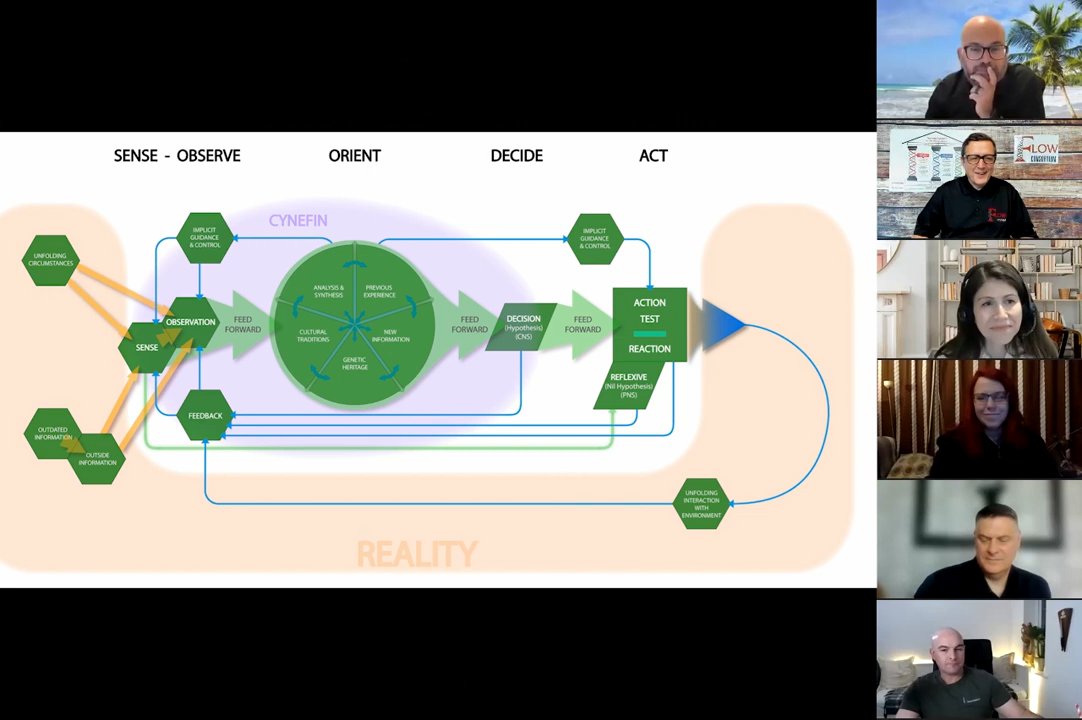 SENSE - OBSERVE
ORIENT
DECIDE
ACT
CYNEFIN
IMPLICIT
GUIDANCE
& CONTROL
IMPLICIT
GUIDANCE
& CONTROL
UNFOLDING
CIRCUMSTANCES
ANALYSIS &
SYNTHESIS
PREVIOUS
EXPERIENCE
CULTURAL
TRADITIONS
NEW
INFORMATION
GENETIC
HERITAGE
OBSERVATION
SENSE
FEED
FORWARD
FEED
FORWARD
DECISION
(Hypothesis)
(CNS)
FEED
FORWARD
ACTION
TEST
REACTION
REFLEXIVE
(Nil Hypothesis)
(PNS)
FEEDBACK
OUTDATED
INFORMATION
OUTSIDE
INFORMATION
UNFOLDING
INTERACTION
WITH
ENVIRONMENT
REALITY
FLOW
CONSORTIUM